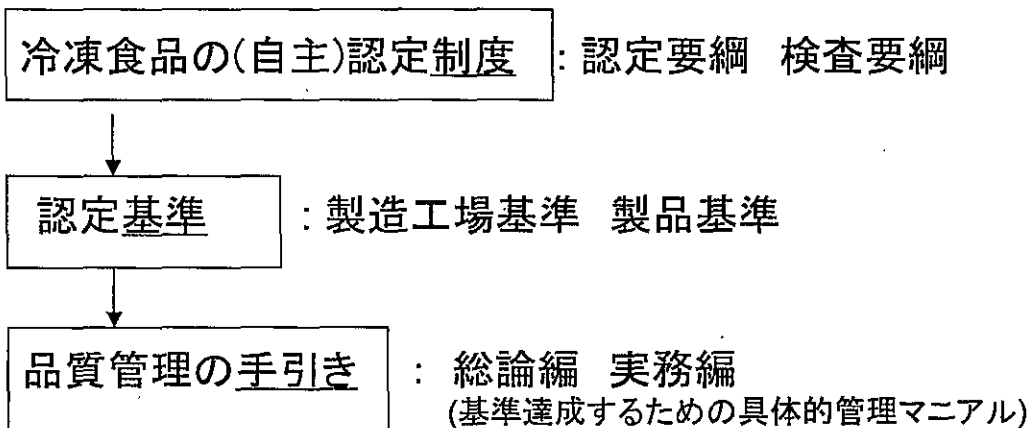 冷凍食品の(自主)認定制度 : 認定要綱 検査要綱
認定基準 : 製造工場基準 製品基準
品質管理の手引き : 総論編 実務編
(基準達成するための具体的管理マニアル)